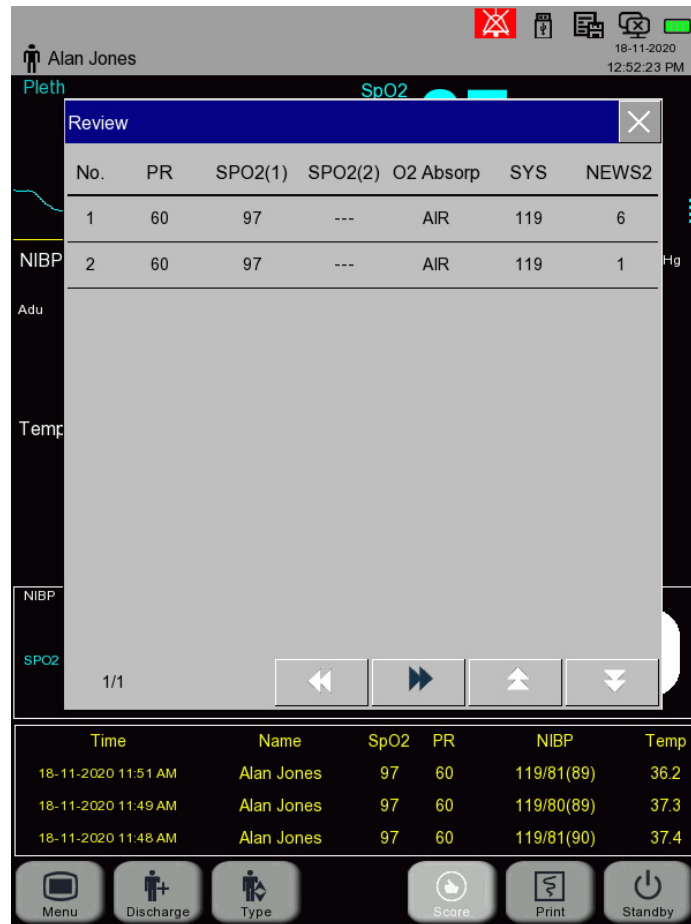 18-11-2020
Alan Jones
12:52:23 PM
Pleth
SpO2
Review
No. PR SPO2(1) SPO2(2) O2 Absorp SYS NEWS2
1 60 97 --- AIR 119 6
2 60 97 --- AIR 119 1
NIBP
Hg
Adu
Temp
NIBP
SPO2
1/1
Time Name SpO2 PR NIBP Temp
18-11-2020 11:51 AM Alan Jones 97 60 119/81(89) 36.2
18-11-2020 11:49 AM Alan Jones 97 60 119/80(89) 37.3
18-11-2020 11:48 AM Alan Jones 97 60 119/81(90) 37.4
Menu Discharge Type Score Print Standby